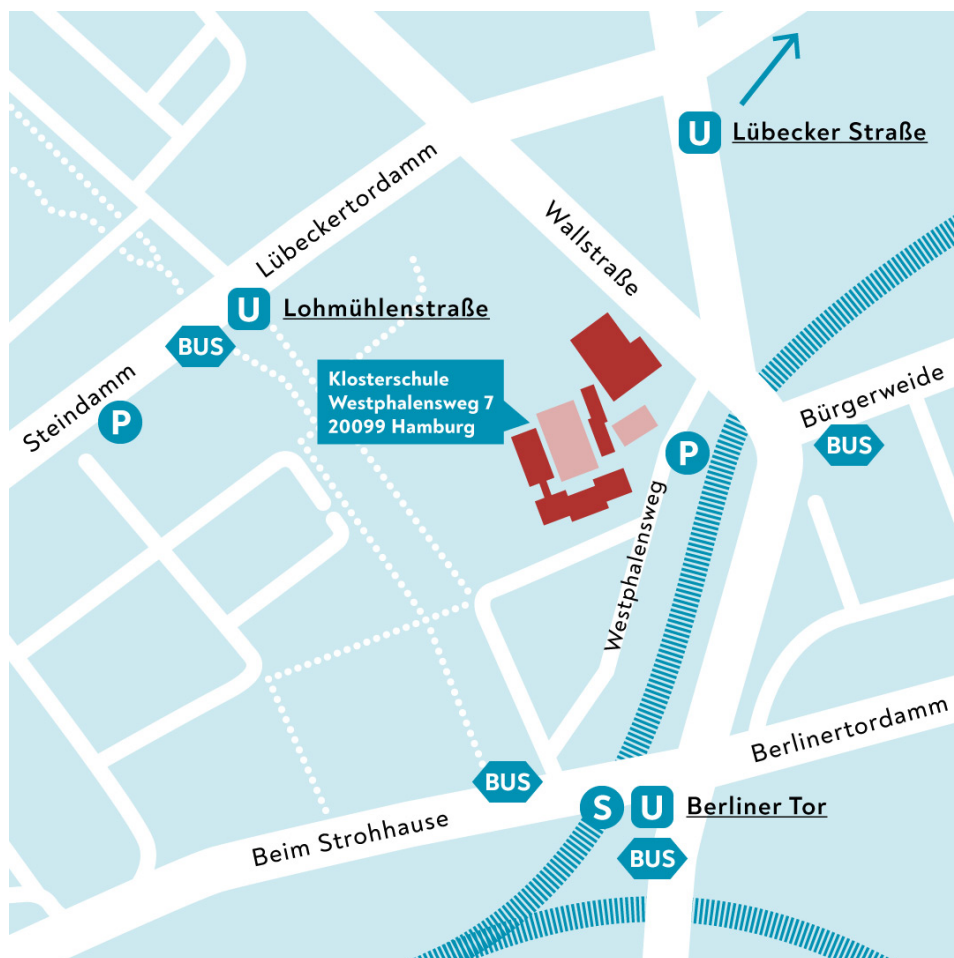 U Lübecker Straße
Lübeckertordamm
Wallstraße
U Lohmühlenstraße
BUS
Steindamm
P
Klosterschule
Westphalensweg 7
20099 Hamburg
Bürgerweide
BUS
P
Westphalensweg
Berlinertordamm
BUS
Beim Strohhause
S U Berliner Tor
BUS